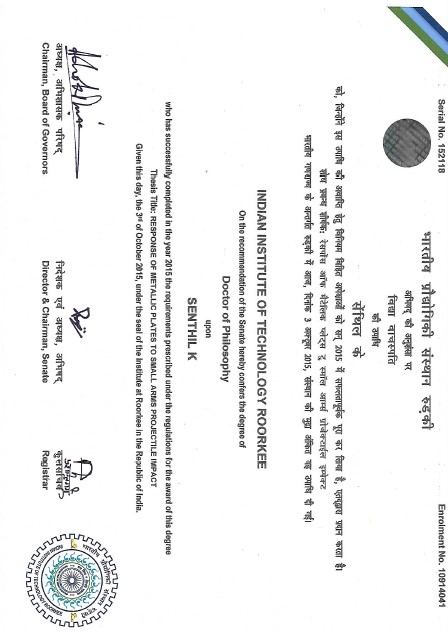 Serial No. 152118
Enrolment No. 10914041
भारतीय प्रौद्योगिकी संस्थान रुड़की
अभिषद् की अनुशंसा पर
विद्या वाचस्पति
की उपाधि
सेंथिल के
को, जिन्होंने इस उपाधि की अवाप्ति हेतु विनियम विहित अपेक्षाओं को सन् 2015 में सफलतापूर्वक पूरा कर लिया है, एतद्द्वारा प्रदान करता है।
शोध प्रबन्ध शीर्षक: रेसपोंस ऑफ मैटेलिक प्लेट्स टु स्मॉल आर्म्स प्रोजेक्टाईल इम्पेक्ट
भारतीय गणराज्य के अन्तर्गत रुड़की में आज, दिनांक 3 अक्टूबर 2015, संस्थान की मुद्रा अंकित यह उपाधि दी गई।
INDIAN INSTITUTE OF TECHNOLOGY ROORKEE
On the recommendation of the Senate hereby confers the degree of
Doctor of Philosophy
upon
SENTHIL K
who has successfully completed in the year 2015 the requirements prescribed under the regulations for the award of this degree
Thesis Title: RESPONSE OF METALLIC PLATES TO SMALL ARMS PROJECTILE IMPACT
Given this day, the 3rd of October 2015, under the seal of the Institute at Roorkee in the Republic of India.
अध्यक्ष, अभिशासक परिषद्
Chairman, Board of Governors
निदेशक एवं अध्यक्ष, अभिषद्
Director & Chairman, Senate
कुलसचिव
Registrar
भारतीय प्रौद्योगिकी संस्थान रुड़की
INDIAN INSTITUTE OF TECHNOLOGY ROORKEE